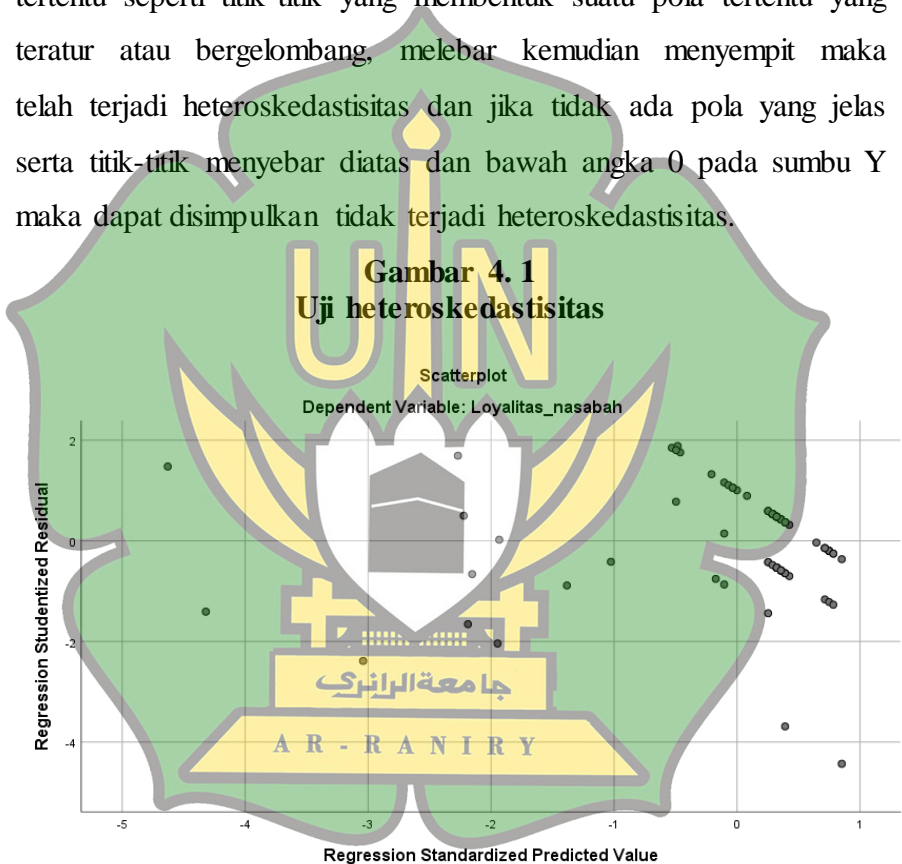 tertentu seperti titik-titik yang membentuk suatu pola tertentu yang
teratur atau bergelombang, melebar kemudian menyempit maka
telah terjadi heteroskedastisitas dan jika tidak ada pola yang jelas
serta titik-titik menyebar diatas dan bawah angka 0 pada sumbu Y
maka dapat disimpulkan tidak terjadi heteroskedastisitas.
Gambar 4. 1
Uji heteroskedastisitas
UIN
Scatterplot
Dependent Variable: Loyalitas_nasabah
Regression Studentized Residual
2
0
-2
-4
جامعةالرانرى
AR-RANIRY
-5 -4 -3 -2 -1 0 1
Regression Standardized Predicted Value